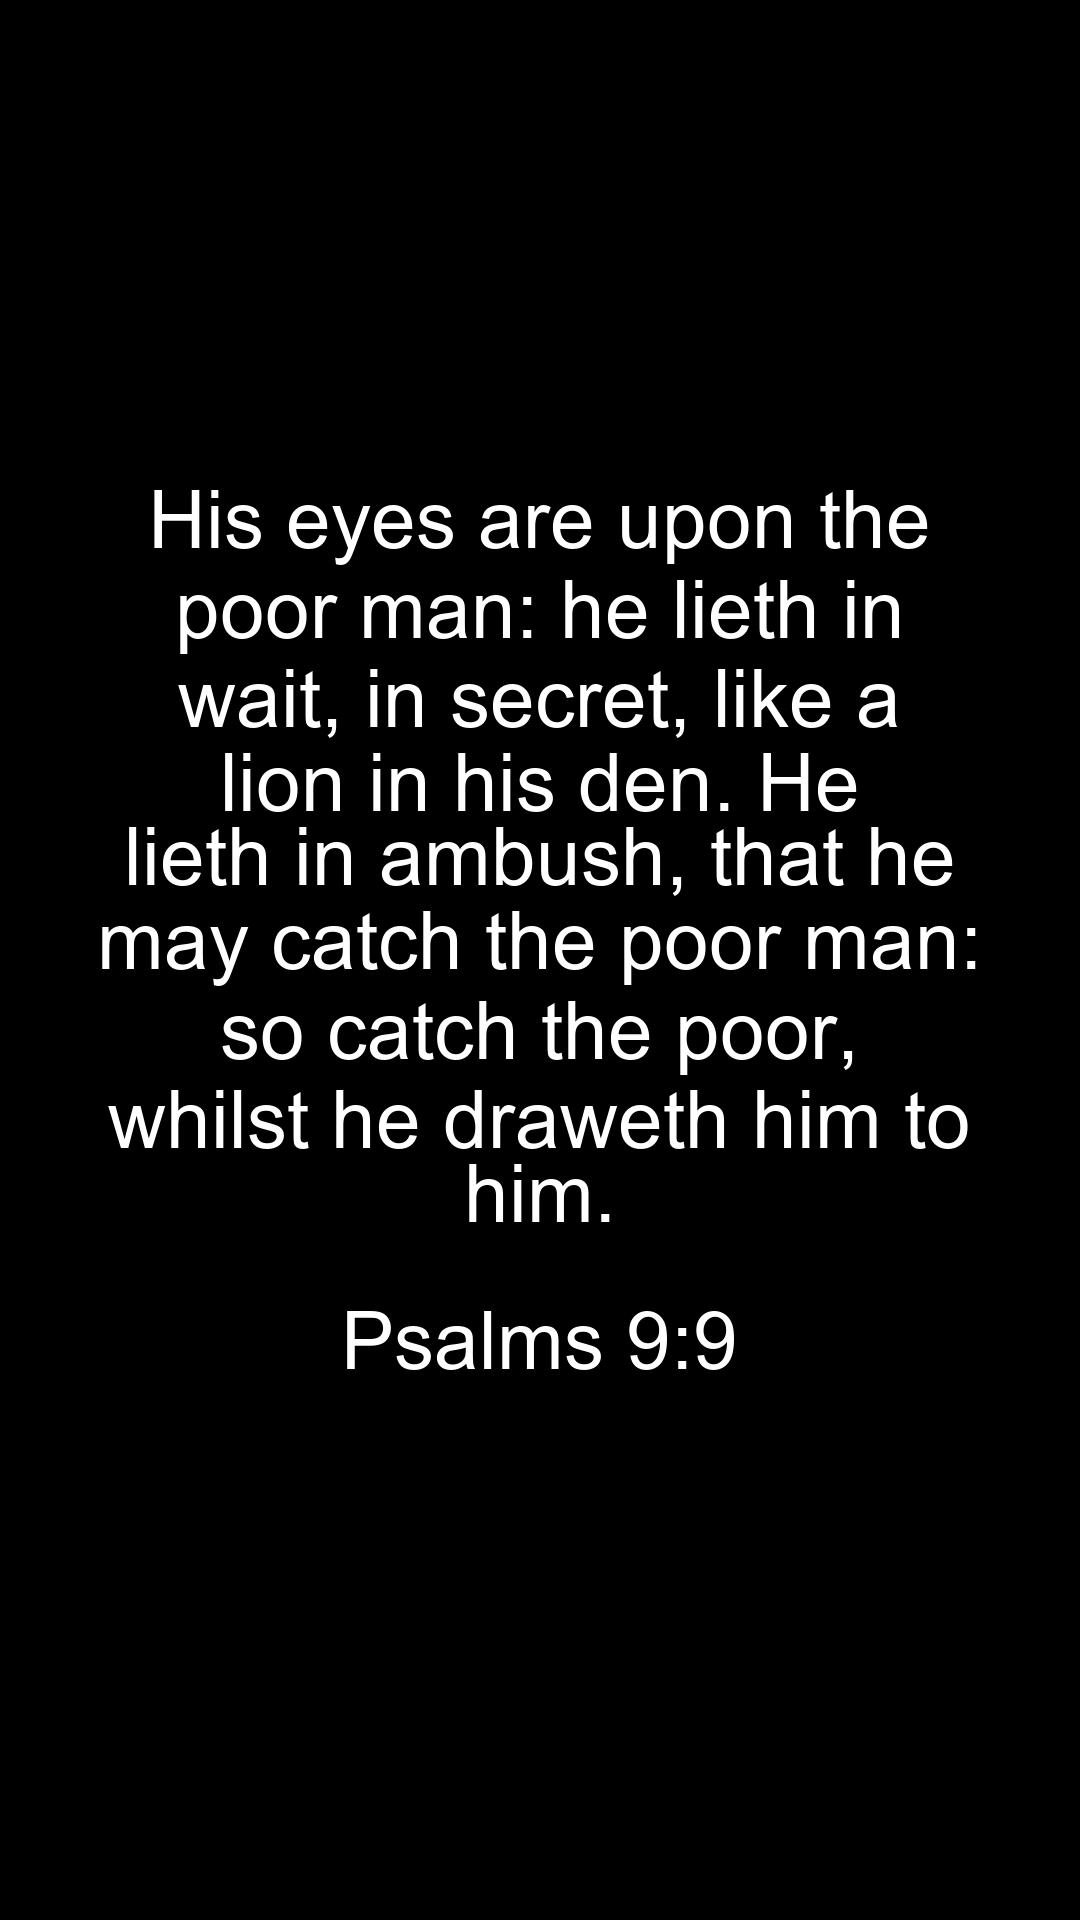 His eyes are upon the
poor man: he lieth in
wait, in secret, like a
lion in his den. He
lieth in ambush, that he
may catch the poor man:
so catch the poor,
whilst he draweth him to
him.
Psalms 9:9